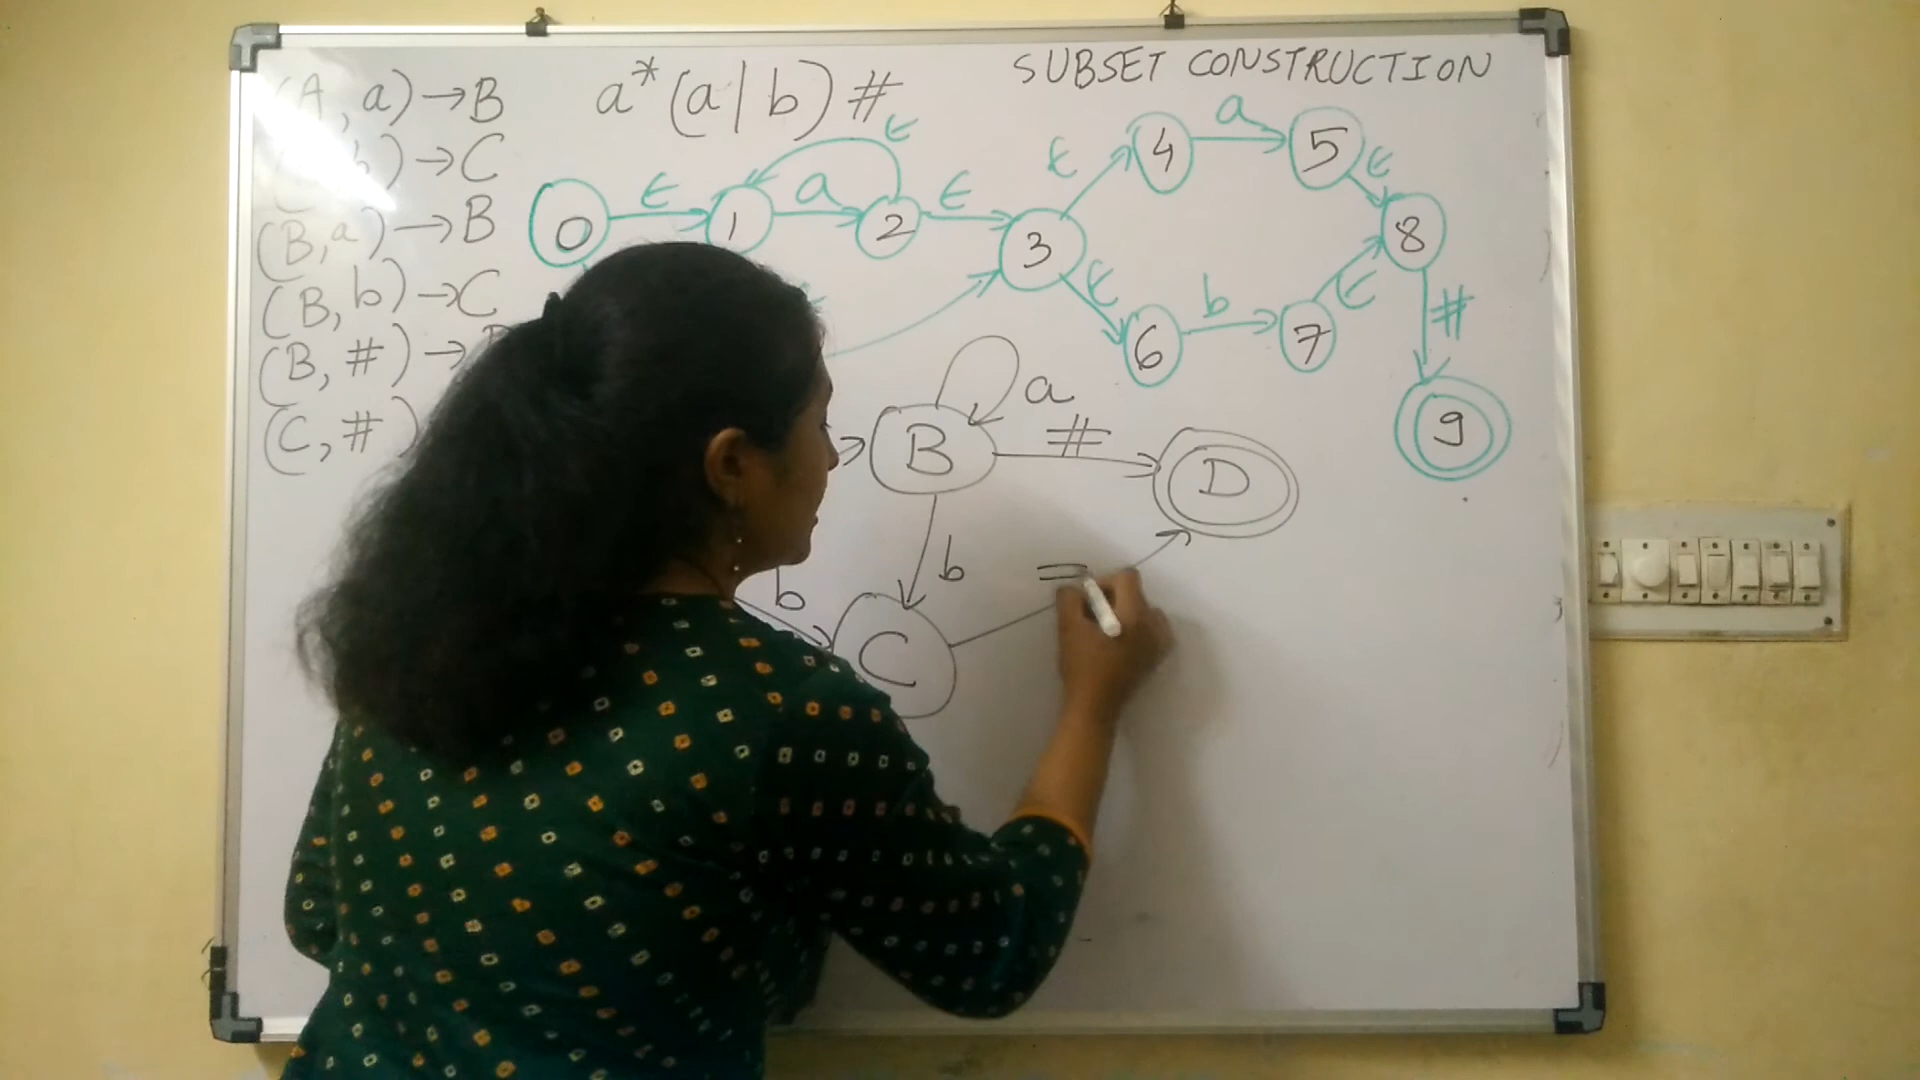 SUBSET CONSTRUCTION
a*(a|b)#
(A, a) → B
b) → C
(B, a) → B
(B, b) → C
(B, #) →
(C, #)
0 ϵ 1 a 2 ϵ 3
ϵ
ϵ 4 a 5 ϵ
8
ϵ 6 b 7 ϵ
#
9
B a # D
b
b C